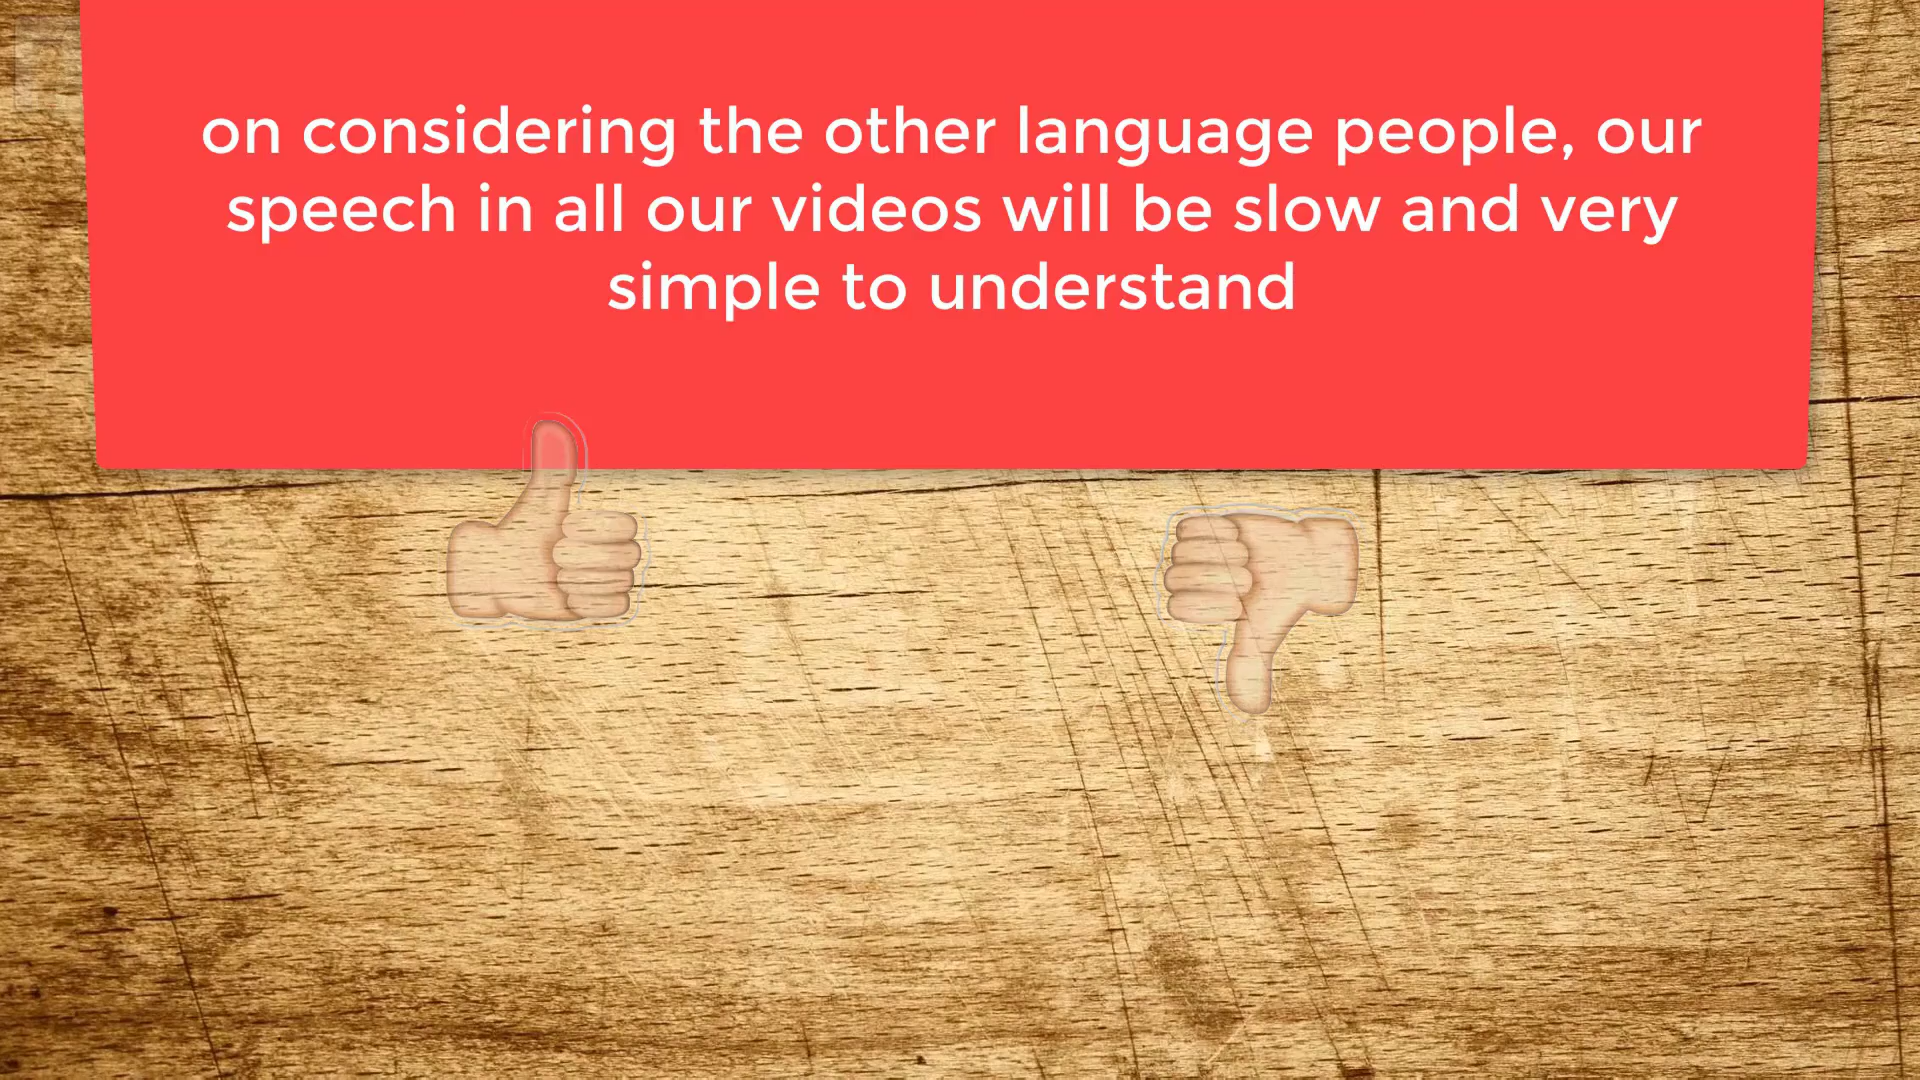 on considering the other language people, our
speech in all our videos will be slow and very
simple to understand